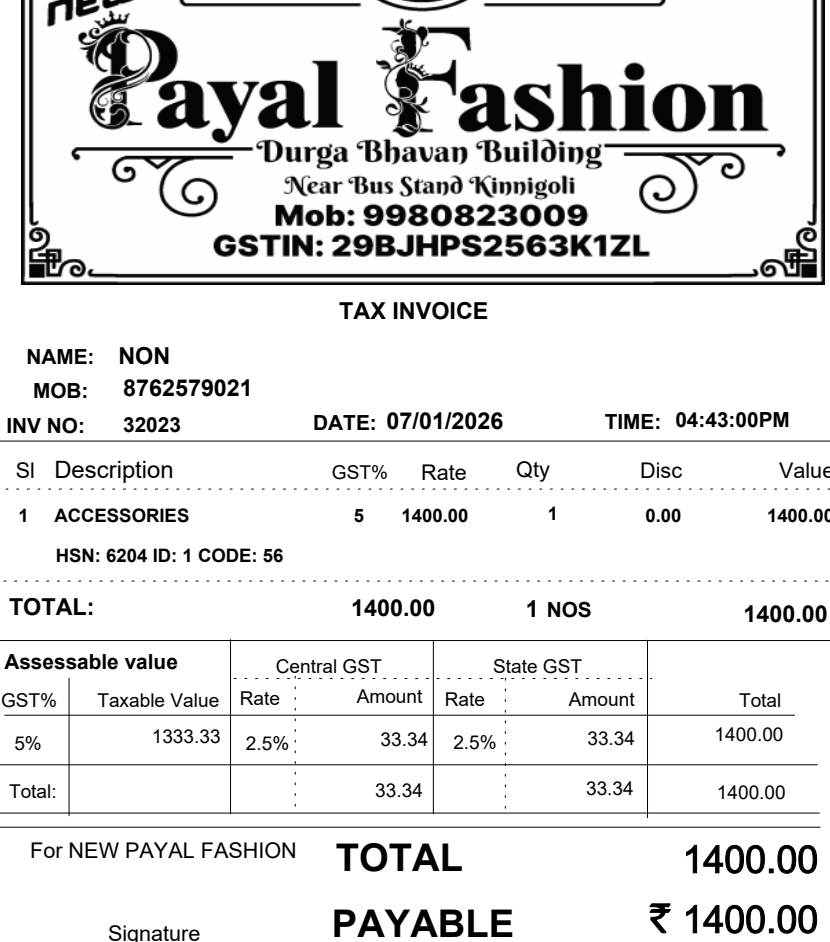 new
Payal Fashion
Durga Bhavan Building
Near Bus Stand Kinnigoli
Mob: 9980823009
GSTIN: 29BJHPS2563K1ZL
TAX INVOICE
NAME: NON
MOB: 8762579021
INV NO: 32023 DATE: 07/01/2026 TIME: 04:43:00PM
Sl Description GST% Rate Qty Disc Value
1 ACCESSORIES 5 1400.00 1 0.00 1400.00
HSN: 6204 ID: 1 CODE: 56
TOTAL: 1400.00 1 NOS 1400.00
Assessable value Central GST State GST
GST% Taxable Value Rate Amount Rate Amount Total
5% 1333.33 2.5% 33.34 2.5% 33.34 1400.00
Total: 33.34 33.34 1400.00
For NEW PAYAL FASHION TOTAL 1400.00
Signature PAYABLE ₹ 1400.00